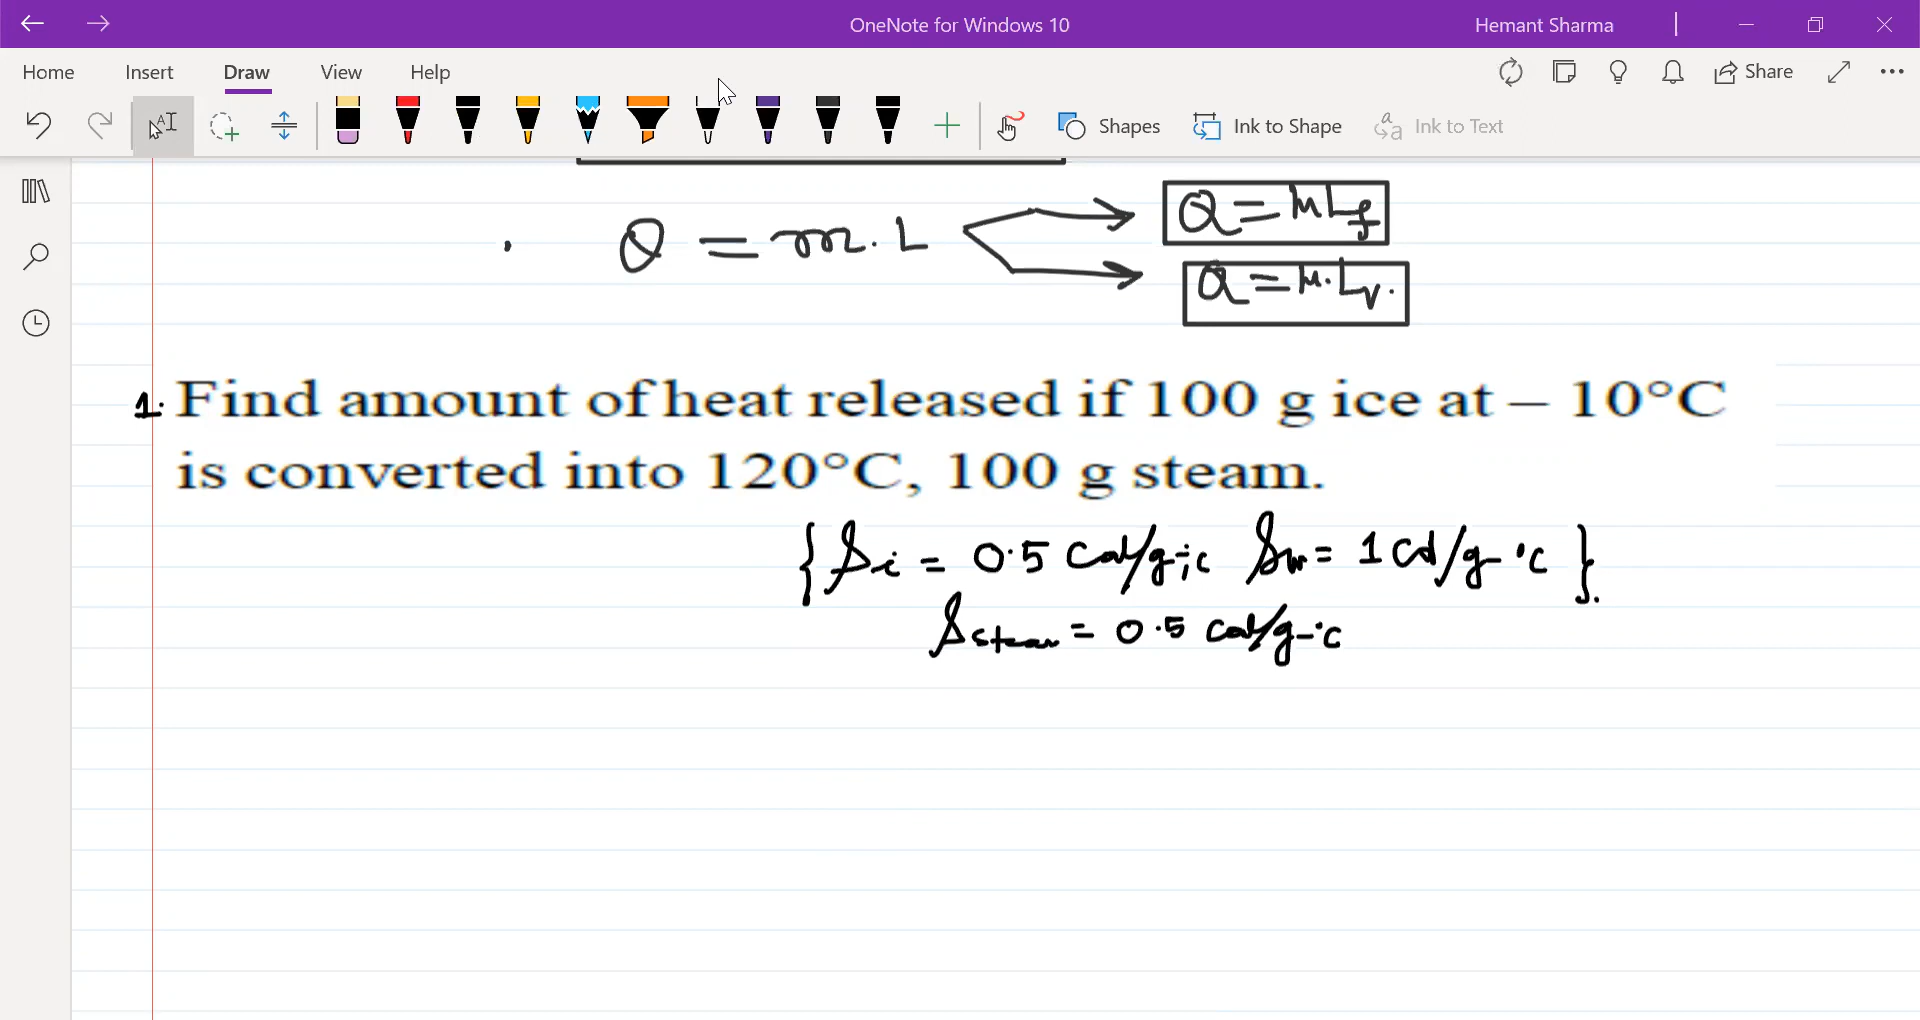 OneNote for Windows 10
Hemant Sharma
Home Insert Draw View Help
Share
Shapes Ink to Shape Ink to Text
Q = m.L
Q = MLf
Q = M.Lv.
1. Find amount of heat released if 100 g ice at – 10°C
is converted into 120°C, 100 g steam.
{ Si = 0.5 Cal/g-°C Sw = 1 Cal/g-°C }.
Ssteam = 0.5 cal/g-°C